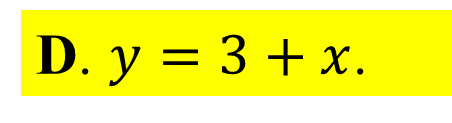 D. y = 3 + x.